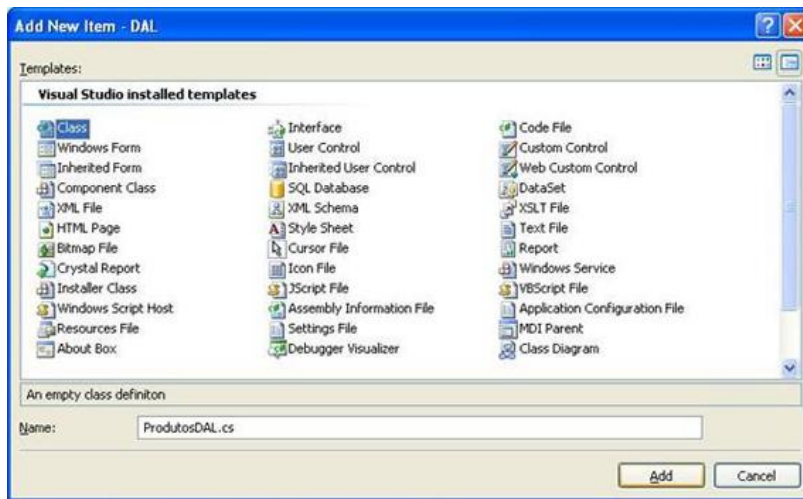 Add New Item - DAL
Templates:
Visual Studio installed templates
Class Interface Code File
Windows Form User Control Custom Control
Inherited Form Inherited User Control Web Custom Control
Component Class SQL Database DataSet
XML File XML Schema XSLT File
HTML Page Style Sheet Text File
Bitmap File Cursor File Report
Crystal Report Icon File Windows Service
Installer Class JScript File VBScript File
Windows Script Host Assembly Information File Application Configuration File
Resources File Settings File MDI Parent
About Box Debugger Visualizer Class Diagram
An empty class definiton
Name: ProdutosDAL.cs
Add Cancel